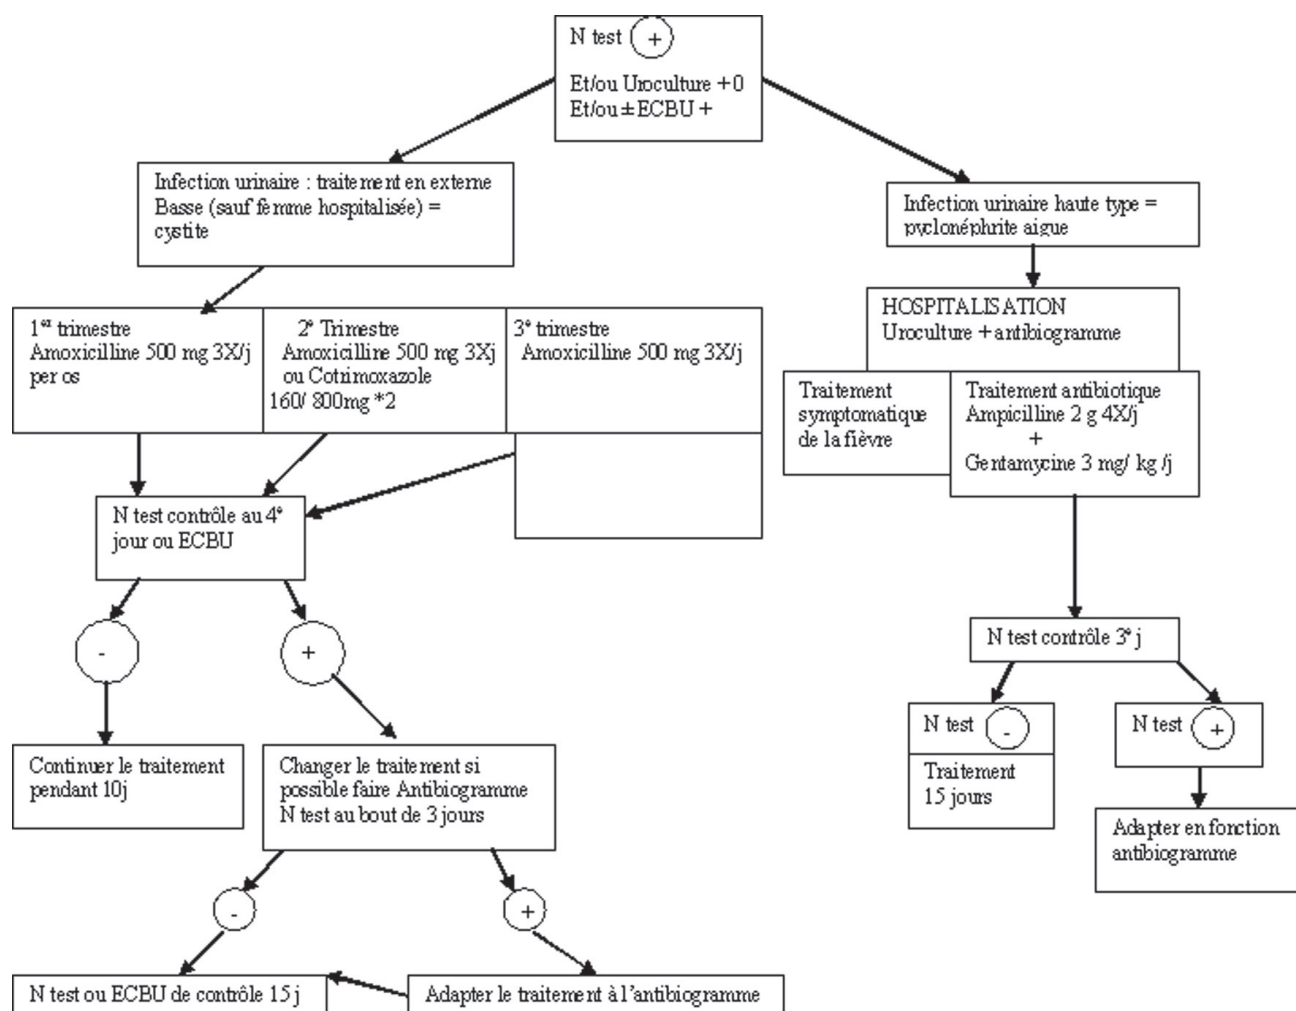 N test +
Et/ou Uroculture +0
Et/ou ± ECBU +
Infection urinaire : traitement en externe
Basse (sauf femme hospitalisée) =
cystite
Infection urinaire haute type =
pyclonéphrite aigue
1er trimestre
Amoxicilline 500 mg 3X/j
per os
2e Trimestre
Amoxicilline 500 mg 3Xj
ou Cotrimoxazole
160/ 800mg *2
3e trimestre
Amoxicilline 500 mg 3X/j
HOSPITALISATION
Uroculture + antibiogramme
Traitement
symptomatique
de la fièvre
Traitement antibiotique
Ampicilline 2 g 4X/j
+
Gentamycine 3 mg/ kg /j
N test contrôle au 4e
jour ou ECBU
-
+
N test contrôle 3e j
N test -
Traitement
15 jours
N test +
Adapter en fonction
antibiogramme
Continuer le traitement
pendant 10j
Changer le traitement si
possible faire Antibiogramme
N test au bout de 3 jours
-
+
N test ou ECBU de contrôle 15 j
Adapter le traitement à l'antibiogramme